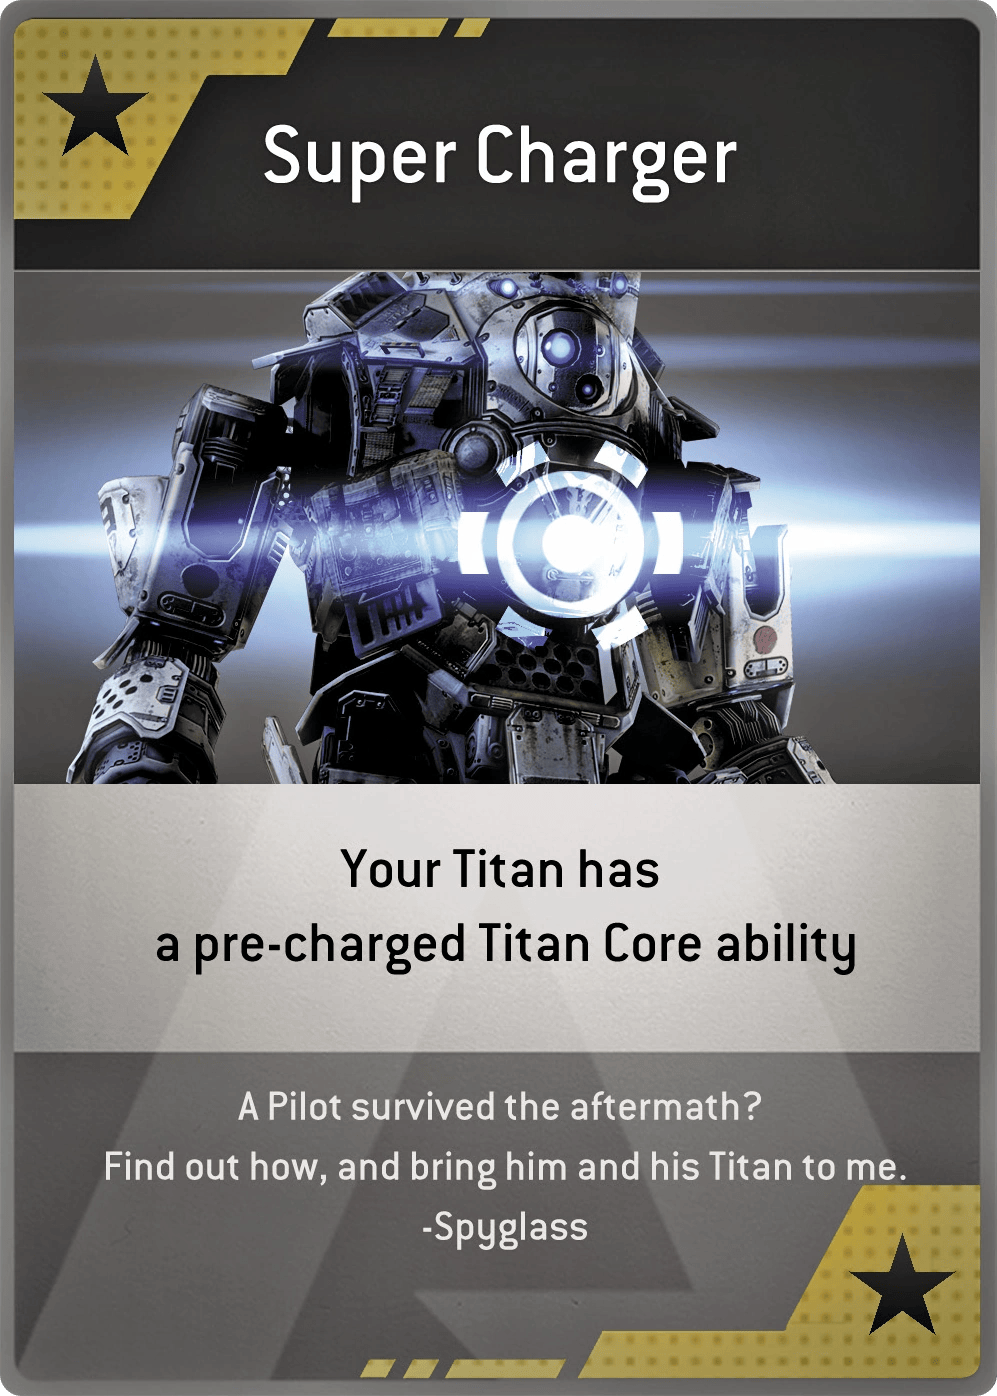 Super Charger
Your Titan has
a pre-charged Titan Core ability
A Pilot survived the aftermath?
Find out how, and bring him and his Titan to me.
-Spyglass